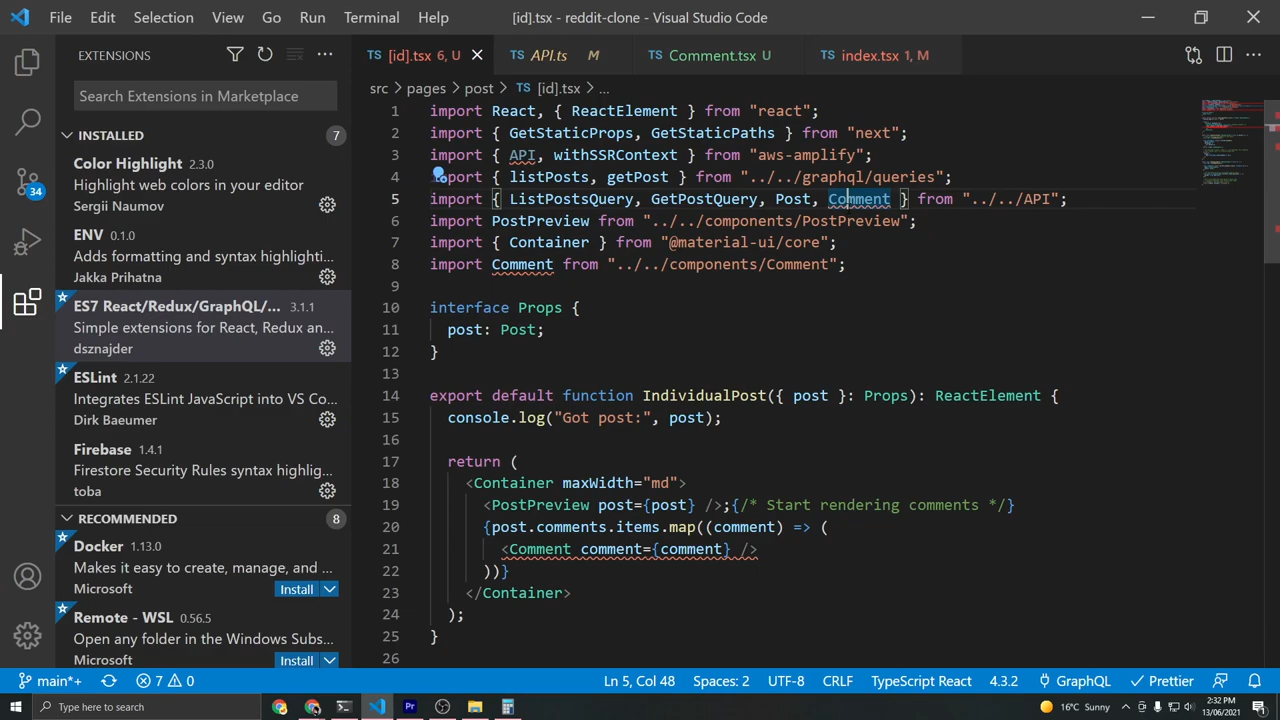 File Edit Selection View Go Run Terminal Help [id].tsx - reddit-clone - Visual Studio Code
EXTENSIONS
Search Extensions in Marketplace
INSTALLED 7
Color Highlight 2.3.0
Highlight web colors in your editor
Sergii Naumov
ENV 0.1.0
Adds formatting and syntax highlighti...
Jakka Prihatna
ES7 React/Redux/GraphQL/... 3.1.1
Simple extensions for React, Redux an...
dsznajder
ESLint 2.1.22
Integrates ESLint JavaScript into VS Co...
Dirk Baeumer
Firebase 1.4.1
Firestore Security Rules syntax highlig...
toba
RECOMMENDED 8
Docker 1.13.0
Makes it easy to create, manage, and ...
Microsoft Install
Remote - WSL 0.56.5
Open any folder in the Windows Subs...
Microsoft Install
34
TS [id].tsx 6, U TS API.ts M TS Comment.tsx U TS index.tsx 1, M
src > pages > post > TS [id].tsx > ...
1 import React, { ReactElement } from "react";
2 import { GetStaticProps, GetStaticPaths } from "next";
3 import { API, withSSRContext } from "aws-amplify";
4 import { listPosts, getPost } from "../../graphql/queries";
5 import { ListPostsQuery, GetPostQuery, Post, Comment } from "../../API";
6 import PostPreview from "../../components/PostPreview";
7 import { Container } from "@material-ui/core";
8 import Comment from "../../components/Comment";
9
10 interface Props {
11 post: Post;
12 }
13
14 export default function IndividualPost({ post }: Props): ReactElement {
15 console.log("Got post:", post);
16
17 return (
18 <Container maxWidth="md">
19 <PostPreview post={post} />;{/* Start rendering comments */}
20 {post.comments.items.map((comment) => (
21 <Comment comment={comment} />
22 ))}
23 </Container>
24 );
25 }
26
main*+ 7 0 Ln 5, Col 48 Spaces: 2 UTF-8 CRLF TypeScript React 4.3.2 GraphQL Prettier
Type here to search 16°C Sunny 2:32 PM
13/06/2021